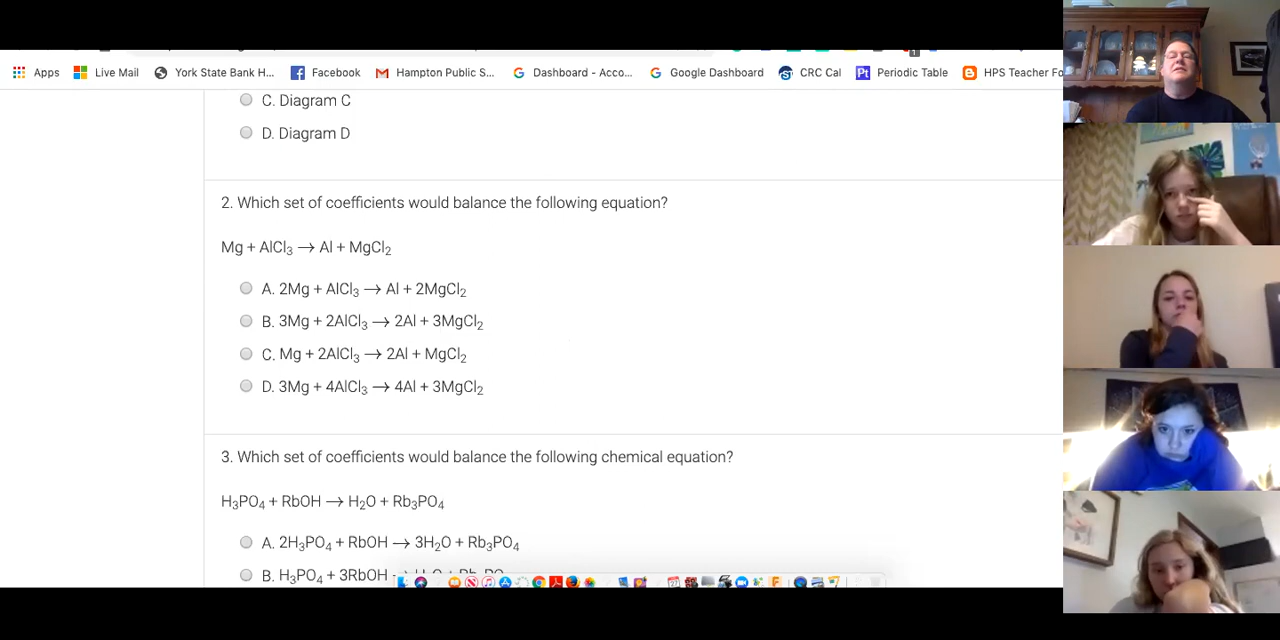 Apps Live Mail York State Bank H... Facebook Hampton Public S... Dashboard - Acco... Google Dashboard CRC Cal Periodic Table HPS Teacher Fo
C. Diagram C
D. Diagram D
2. Which set of coefficients would balance the following equation?
Mg + AlCl₃ → Al + MgCl₂
A. 2Mg + AlCl₃ → Al + 2MgCl₂
B. 3Mg + 2AlCl₃ → 2Al + 3MgCl₂
C. Mg + 2AlCl₃ → 2Al + MgCl₂
D. 3Mg + 4AlCl₃ → 4Al + 3MgCl₂
3. Which set of coefficients would balance the following chemical equation?
H₃PO₄ + RbOH → H₂O + Rb₃PO₄
A. 2H₃PO₄ + RbOH → 3H₂O + Rb₃PO₄
B. H₃PO₄ + 3RbOH